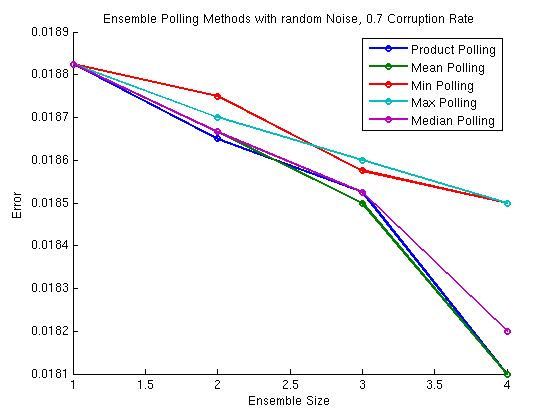 Ensemble Polling Methods with random Noise, 0.7 Corruption Rate
0.0189
0.0188
0.0187
0.0186
0.0185
0.0184
0.0183
0.0182
0.0181
Error
Product Polling
Mean Polling
Min Polling
Max Polling
Median Polling
1
1.5
2
2.5
3
3.5
4
Ensemble Size